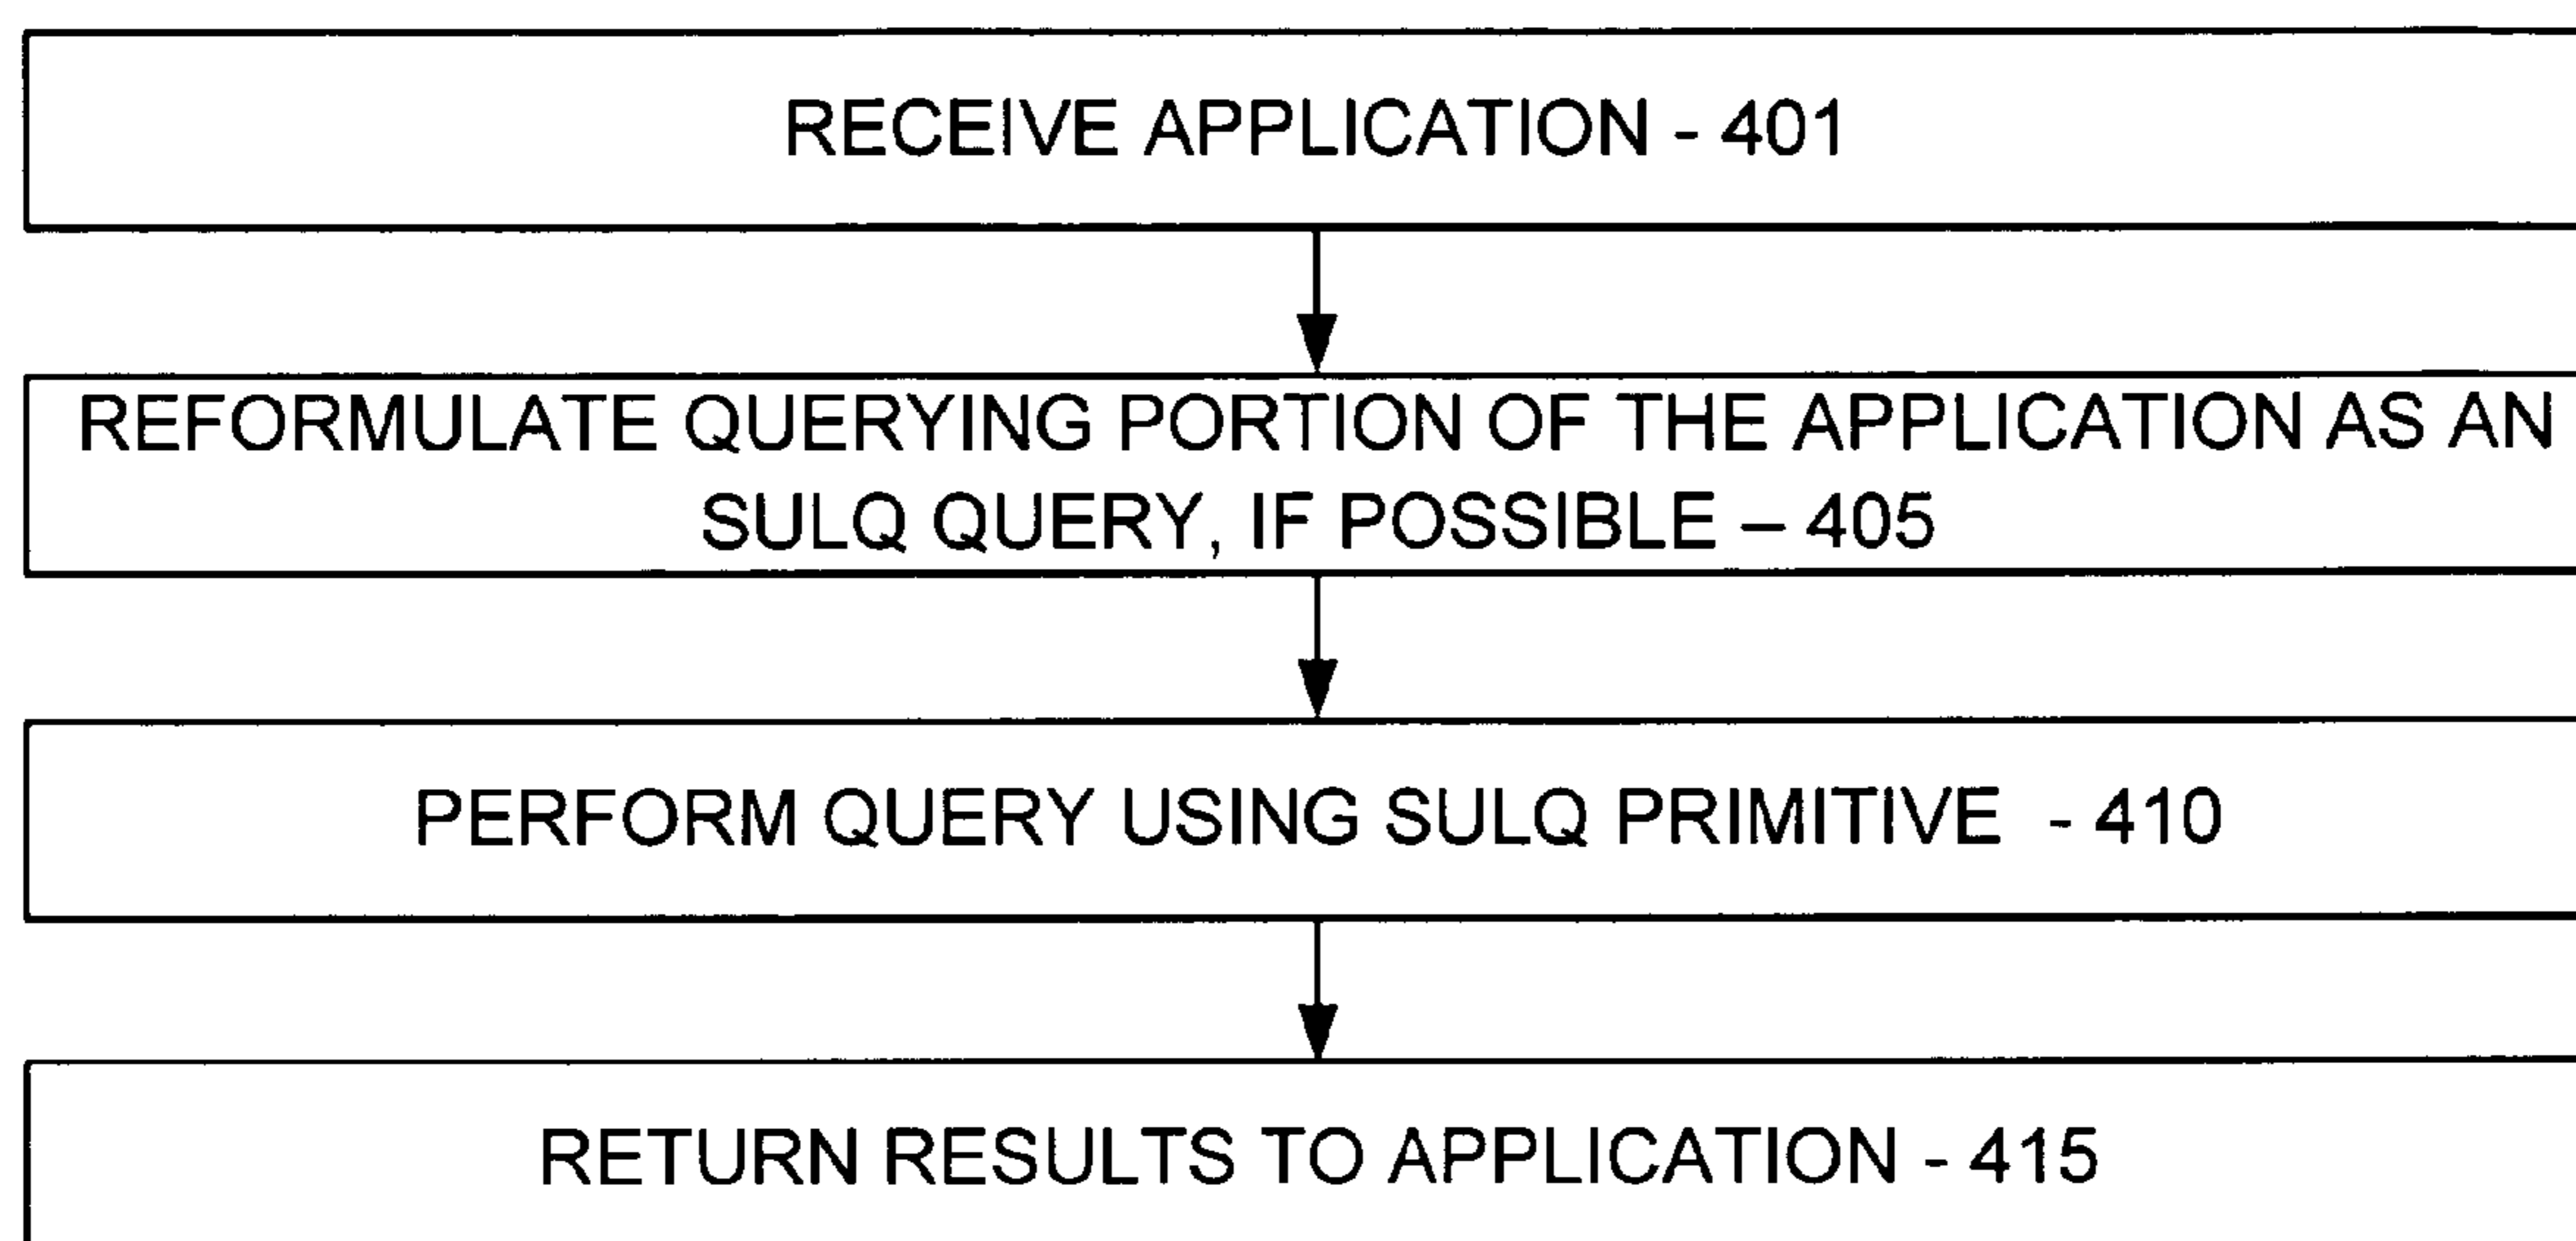 RECEIVE APPLICATION - 401
REFORMULATE QUERYING PORTION OF THE APPLICATION AS AN
SULQ QUERY, IF POSSIBLE – 405
PERFORM QUERY USING SULQ PRIMITIVE - 410
RETURN RESULTS TO APPLICATION - 415